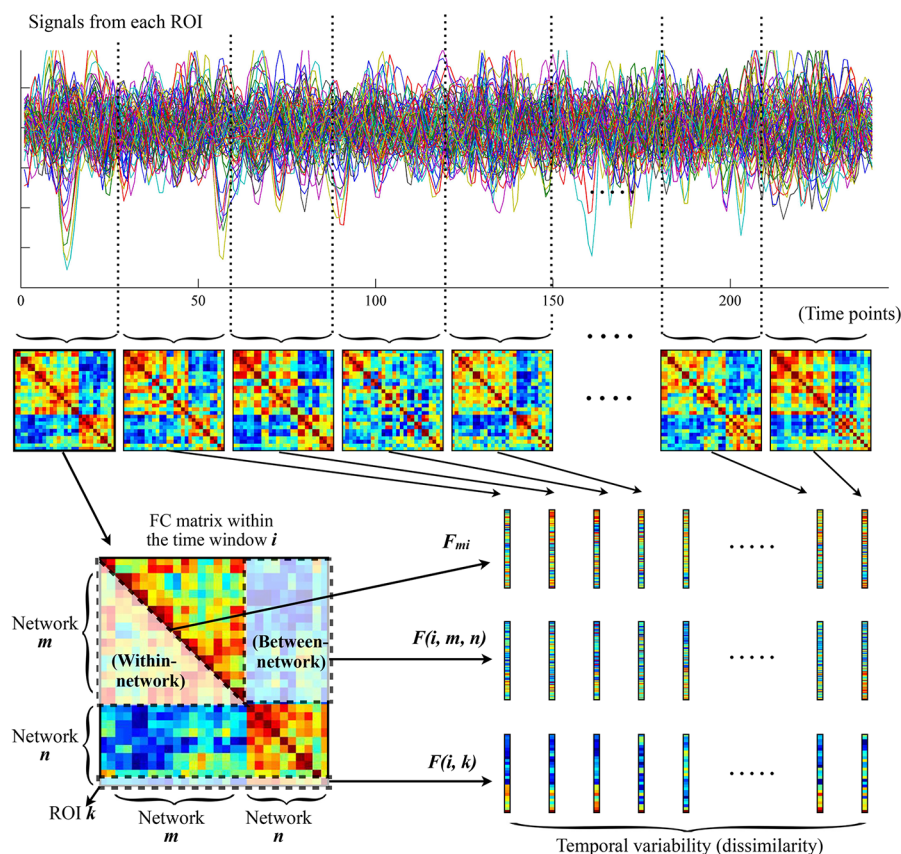 Signals from each ROI
0
50
100
150
200
(Time points)
FC matrix within
the time window i
Network
m
(Within-
network)
(Between-
network)
Network
n
ROI k
Network
m
Network
n
Fmi
F(i, m, n)
F(i, k)
Temporal variability (dissimilarity)